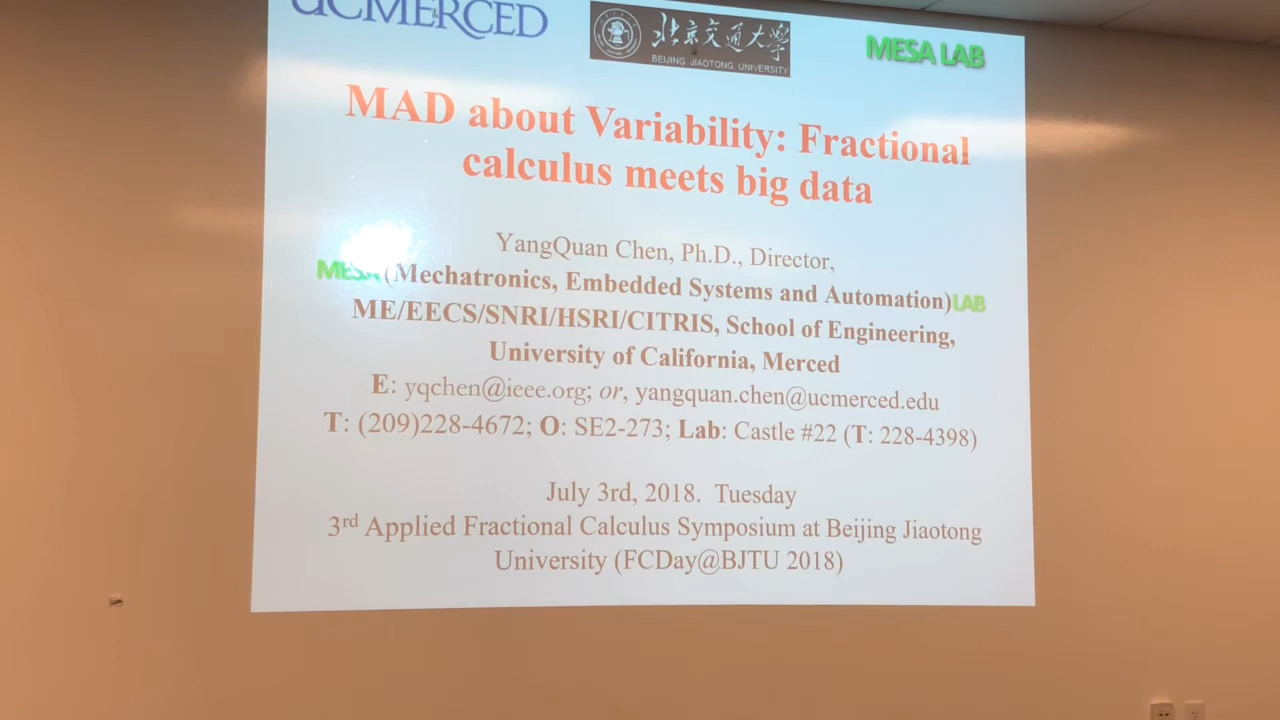 UCMERCED
北京交通大学
BEIJING JIAOTONG UNIVERSITY
MESA LAB
MAD about Variability: Fractional
calculus meets big data
YangQuan Chen, Ph.D., Director,
MESA (Mechatronics, Embedded Systems and Automation)LAB
ME/EECS/SNRI/HSRI/CITRIS, School of Engineering,
University of California, Merced
E: yqchen@ieee.org; or, yangquan.chen@ucmerced.edu
T: (209)228-4672; O: SE2-273; Lab: Castle #22 (T: 228-4398)
July 3rd, 2018. Tuesday
3rd Applied Fractional Calculus Symposium at Beijing Jiaotong
University (FCDay@BJTU 2018)